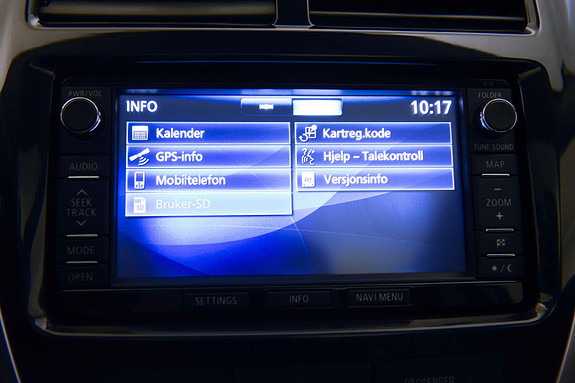 PWR/VOL
FOLDER
INFO
10:17
Kalender
Kartreg.kode
GPS-info
Hjelp – Talekontroll
Mobiltelefon
Versjonsinfo
Bruker-SD
TUNE SOUND
AUDIO
SEEK
TRACK
MODE
OPEN
MAP
ZOOM
SETTINGS
INFO
NAVI MENU
PASSENGER